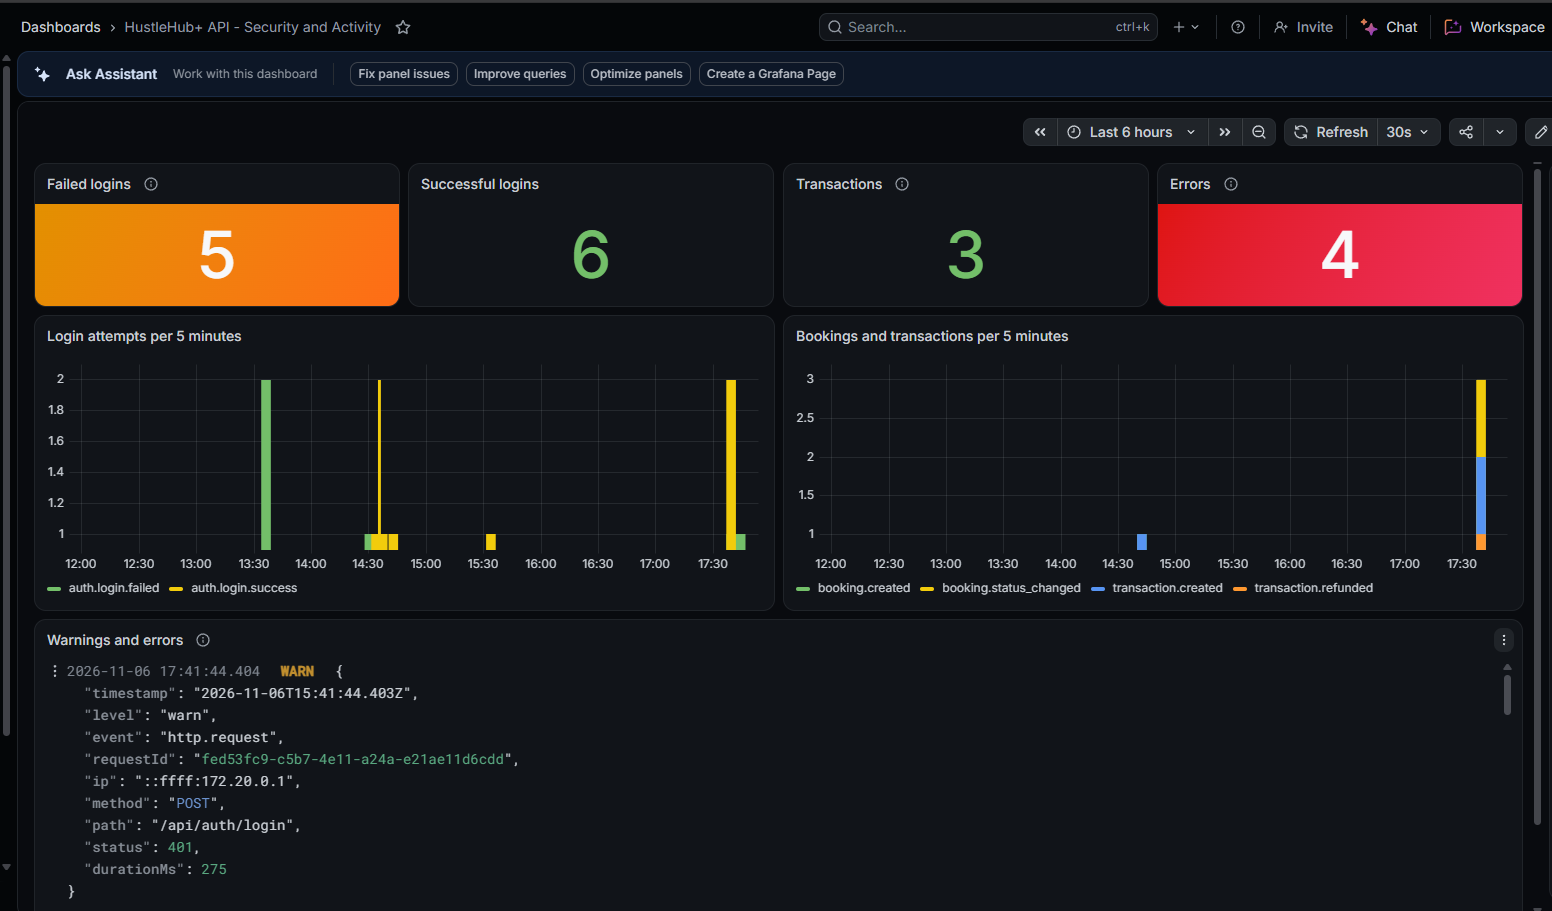 Dashboards › HustleHub+ API - Security and Activity
Search... ctrl+k
Invite
Chat
Workspace
Ask Assistant Work with this dashboard Fix panel issues Improve queries Optimize panels Create a Grafana Page
Last 6 hours
Refresh 30s
Failed logins
5
Successful logins
6
Transactions
3
Errors
4
Login attempts per 5 minutes
2
1.8
1.6
1.4
1.2
1
12:00 12:30 13:00 13:30 14:00 14:30 15:00 15:30 16:00 16:30 17:00 17:30
auth.login.failed auth.login.success
Bookings and transactions per 5 minutes
3
2.5
2
1.5
1
12:00 12:30 13:00 13:30 14:00 14:30 15:00 15:30 16:00 16:30 17:00 17:30
booking.created booking.status_changed transaction.created transaction.refunded
Warnings and errors
2026-11-06 17:41:44.404 WARN {
"timestamp": "2026-11-06T15:41:44.403Z",
"level": "warn",
"event": "http.request",
"requestId": "fed53fc9-c5b7-4e11-a24a-e21ae11d6cdd",
"ip": "::ffff:172.20.0.1",
"method": "POST",
"path": "/api/auth/login",
"status": 401,
"durationMs": 275
}